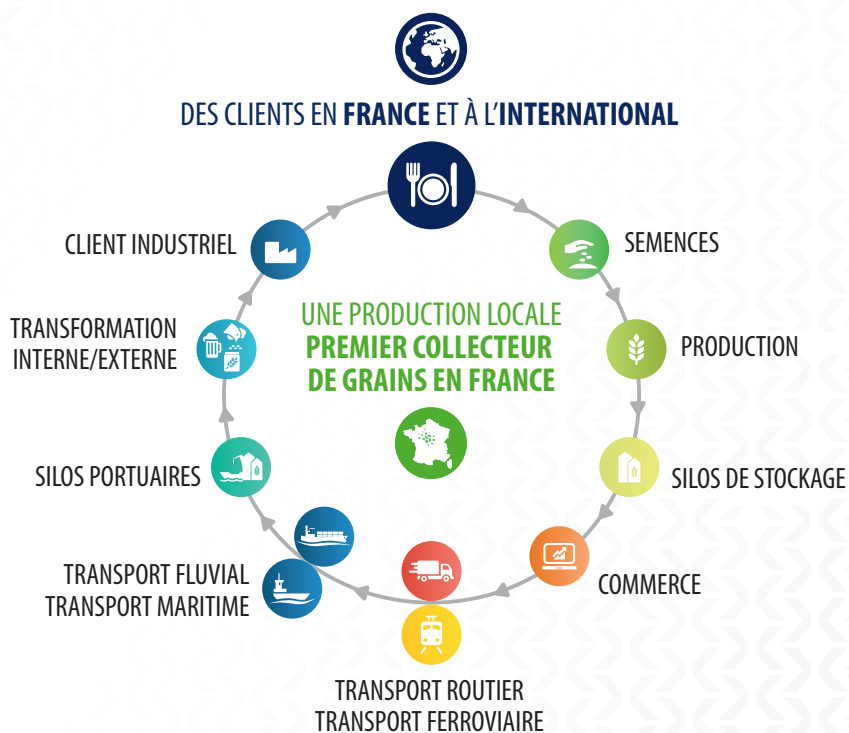 DES CLIENTS EN FRANCE ET À L'INTERNATIONAL
CLIENT INDUSTRIEL
SEMENCES
UNE PRODUCTION LOCALE
PREMIER COLLECTEUR
DE GRAINS EN FRANCE
TRANSFORMATION
INTERNE/EXTERNE
PRODUCTION
SILOS PORTUAIRES
SILOS DE STOCKAGE
TRANSPORT FLUVIAL
TRANSPORT MARITIME
COMMERCE
TRANSPORT ROUTIER
TRANSPORT FERROVIAIRE